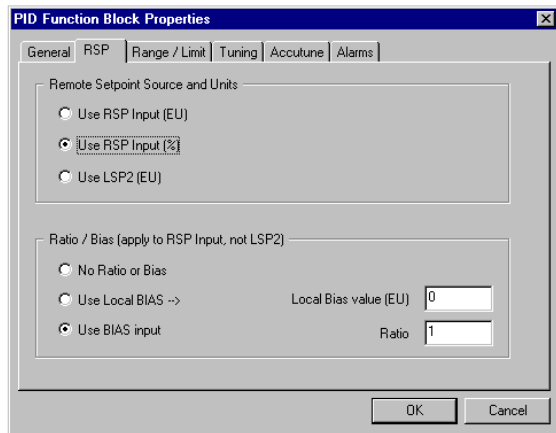 PID Function Block Properties
General RSP Range / Limit Tuning Accutune Alarms
Remote Setpoint Source and Units
Use RSP Input (EU)
Use RSP Input (%)
Use LSP2 (EU)
Ratio / Bias (apply to RSP Input, not LSP2)
No Ratio or Bias
Use Local BIAS --> Local Bias value (EU) 0
Use BIAS input Ratio 1
OK Cancel